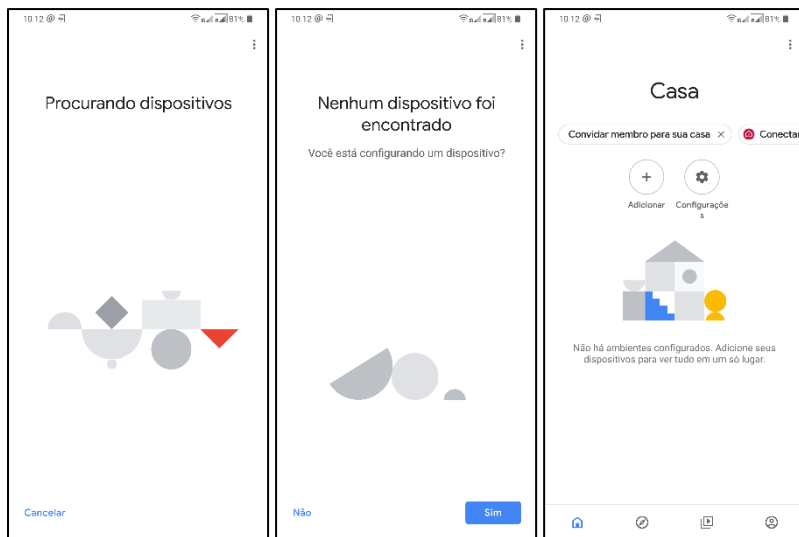 10:12 @
81%
Procurando dispositivos
Cancelar
10:12 @
81%
Nenhum dispositivo foi
encontrado
Você está configurando um dispositivo?
Não
Sim
10:12 @
81%
Casa
Convidar membro para sua casa ×
Conectar
+
Adicionar
Configuraçõe
s
Não há ambientes configurados. Adicione seus
dispositivos para ver tudo em um só lugar.